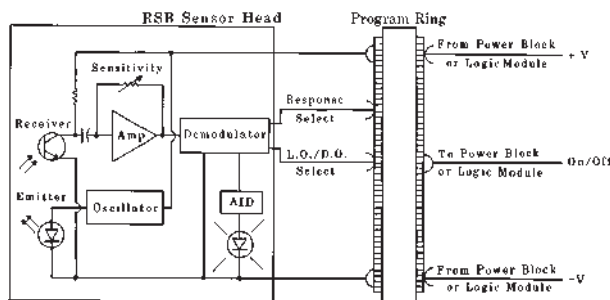 RSB Sensor Head
Program Ring
From Power Block
or Logic Module
+V
Sensitivity
Response
Select
Receiver
Amp
Demodulator
L.O./D.O.
Select
To Power Block
or Logic Module
On/Off
Emitter
Oscillator
AID
From Power Block
or Logic Module
-V